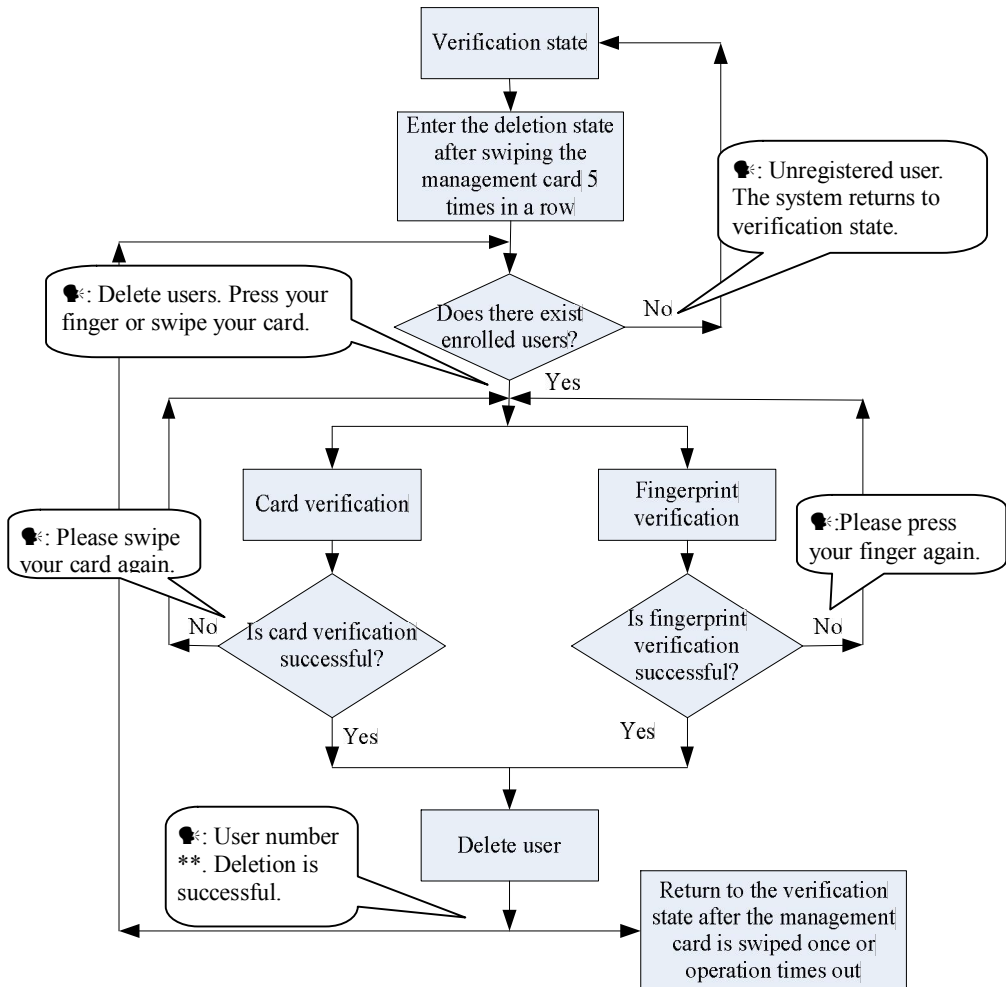 Verification state
Enter the deletion state
after swiping the
management card 5
times in a row
🗣: Unregistered user.
The system returns to
verification state.
🗣: Delete users. Press your
finger or swipe your card.
Does there exist
enrolled users?
No
Yes
Card verification
Fingerprint
verification
🗣: Please swipe
your card again.
🗣:Please press
your finger again.
No
Is card verification
successful?
Is fingerprint
verification
successful?
No
Yes
Yes
🗣: User number
**. Deletion is
successful.
Delete user
Return to the verification
state after the management
card is swiped once or
operation times out